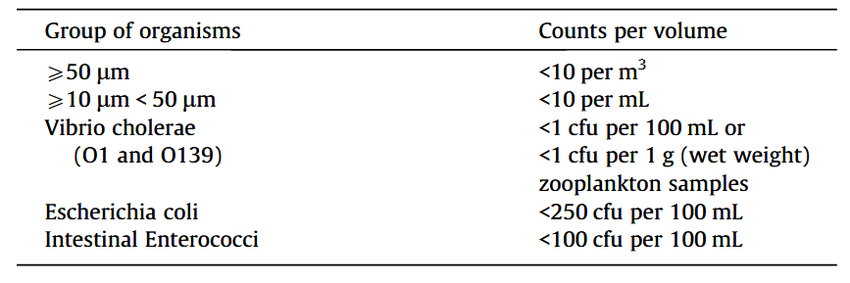 Group of organisms Counts per volume
⩾50 μm <10 per m³
⩾10 μm < 50 μm <10 per mL
Vibrio cholerae <1 cfu per 100 mL or
(O1 and O139) <1 cfu per 1 g (wet weight)
zooplankton samples
Escherichia coli <250 cfu per 100 mL
Intestinal Enterococci <100 cfu per 100 mL